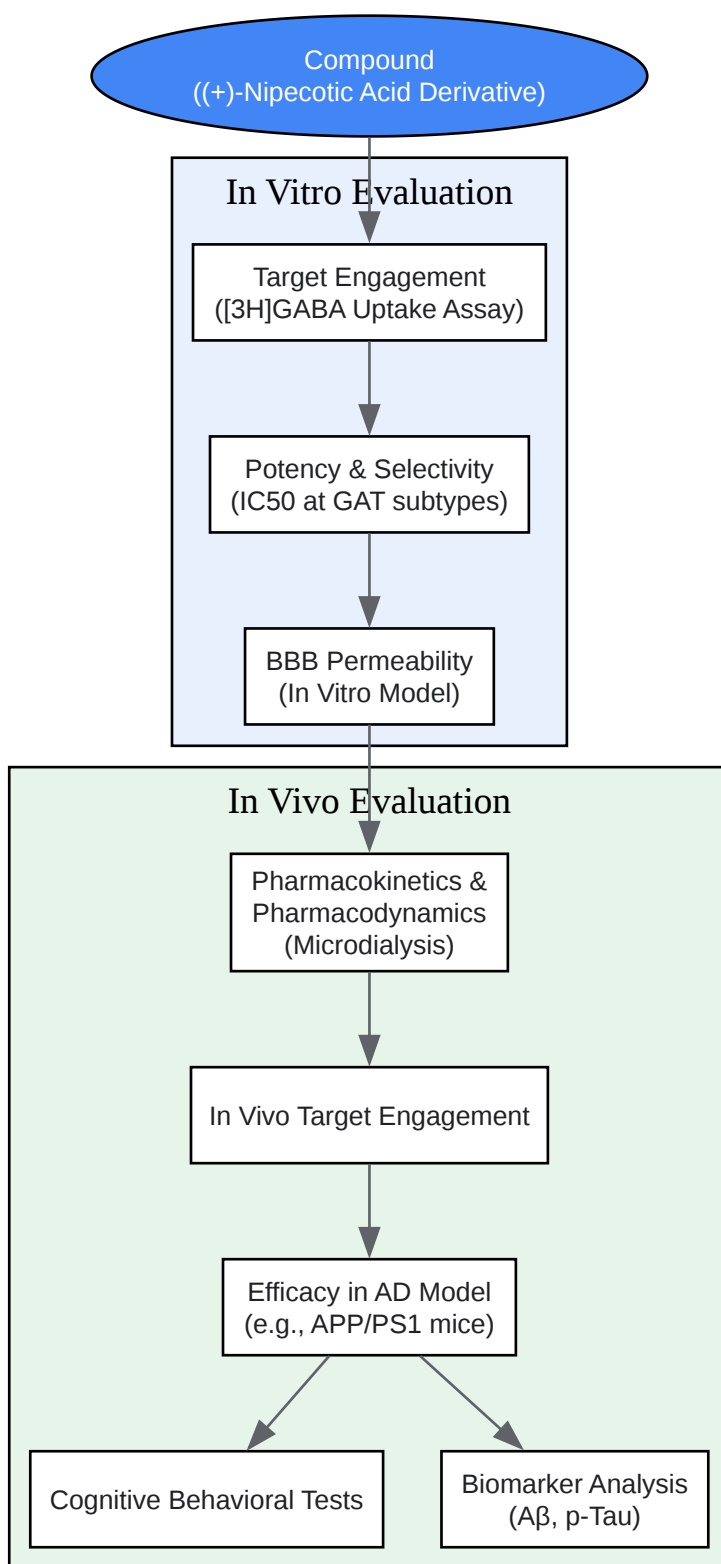 Compound
((+)-Nipecotic Acid Derivative)
In Vitro Evaluation
Target Engagement
([3H]GABA Uptake Assay)
Potency & Selectivity
(IC50 at GAT subtypes)
BBB Permeability
(In Vitro Model)
In Vivo Evaluation
Pharmacokinetics &
Pharmacodynamics
(Microdialysis)
In Vivo Target Engagement
Efficacy in AD Model
(e.g., APP/PS1 mice)
Cognitive Behavioral Tests
Biomarker Analysis
(Aβ, p-Tau)